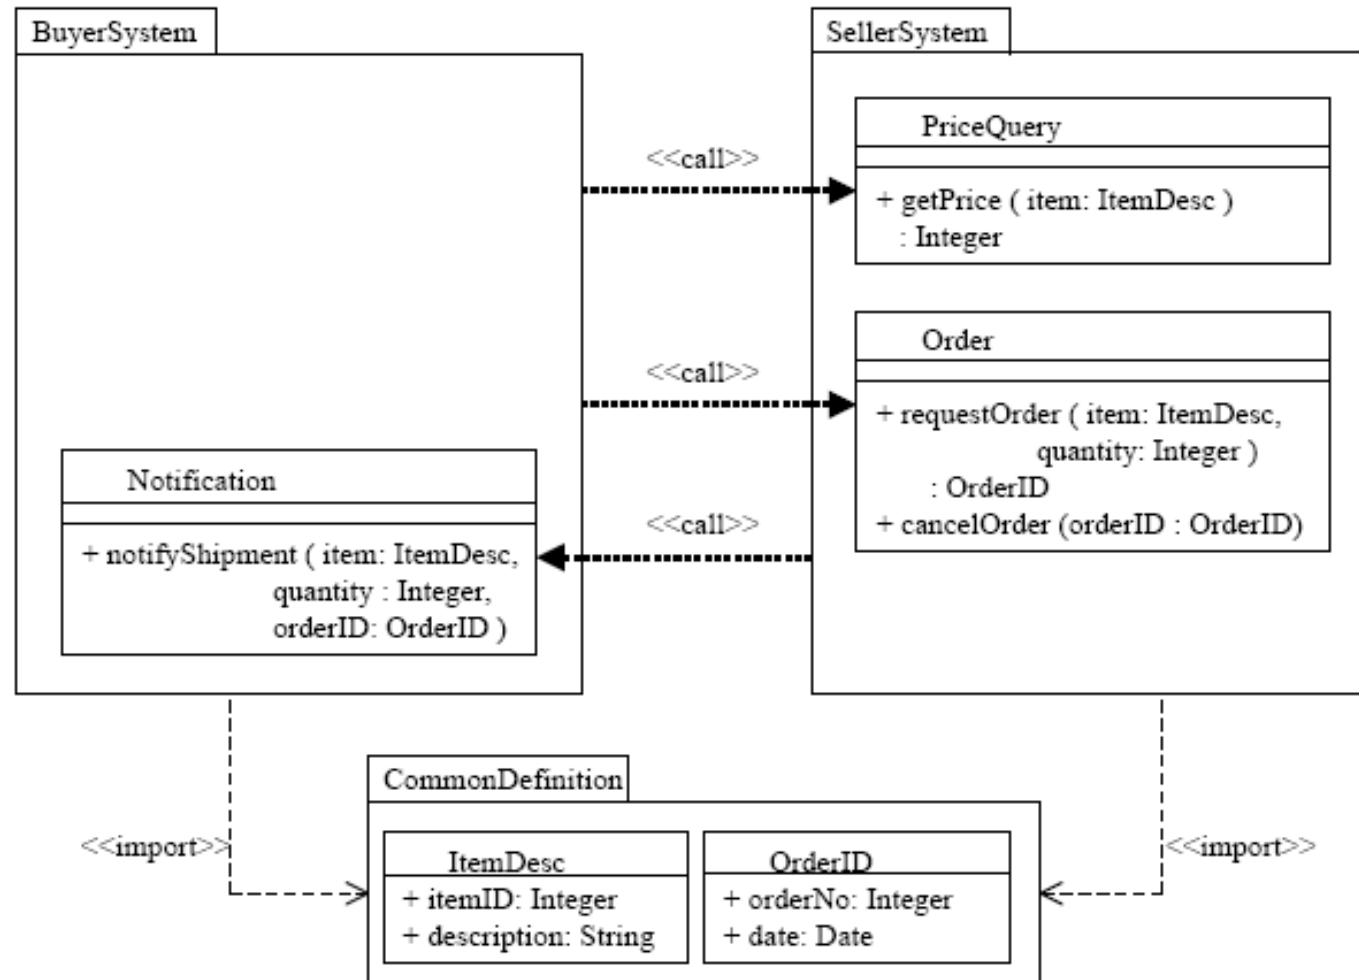 BuyerSystem
SellerSystem
PriceQuery
<<call>>
+ getPrice ( item: ItemDesc )
: Integer
Order
<<call>>
+ requestOrder ( item: ItemDesc,
quantity: Integer )
: OrderID
+ cancelOrder (orderID : OrderID)
Notification
<<call>>
+ notifyShipment ( item: ItemDesc,
quantity : Integer,
orderID: OrderID )
CommonDefinition
<<import>>
<<import>>
ItemDesc
+ itemID: Integer
+ description: String
OrderID
+ orderNo: Integer
+ date: Date